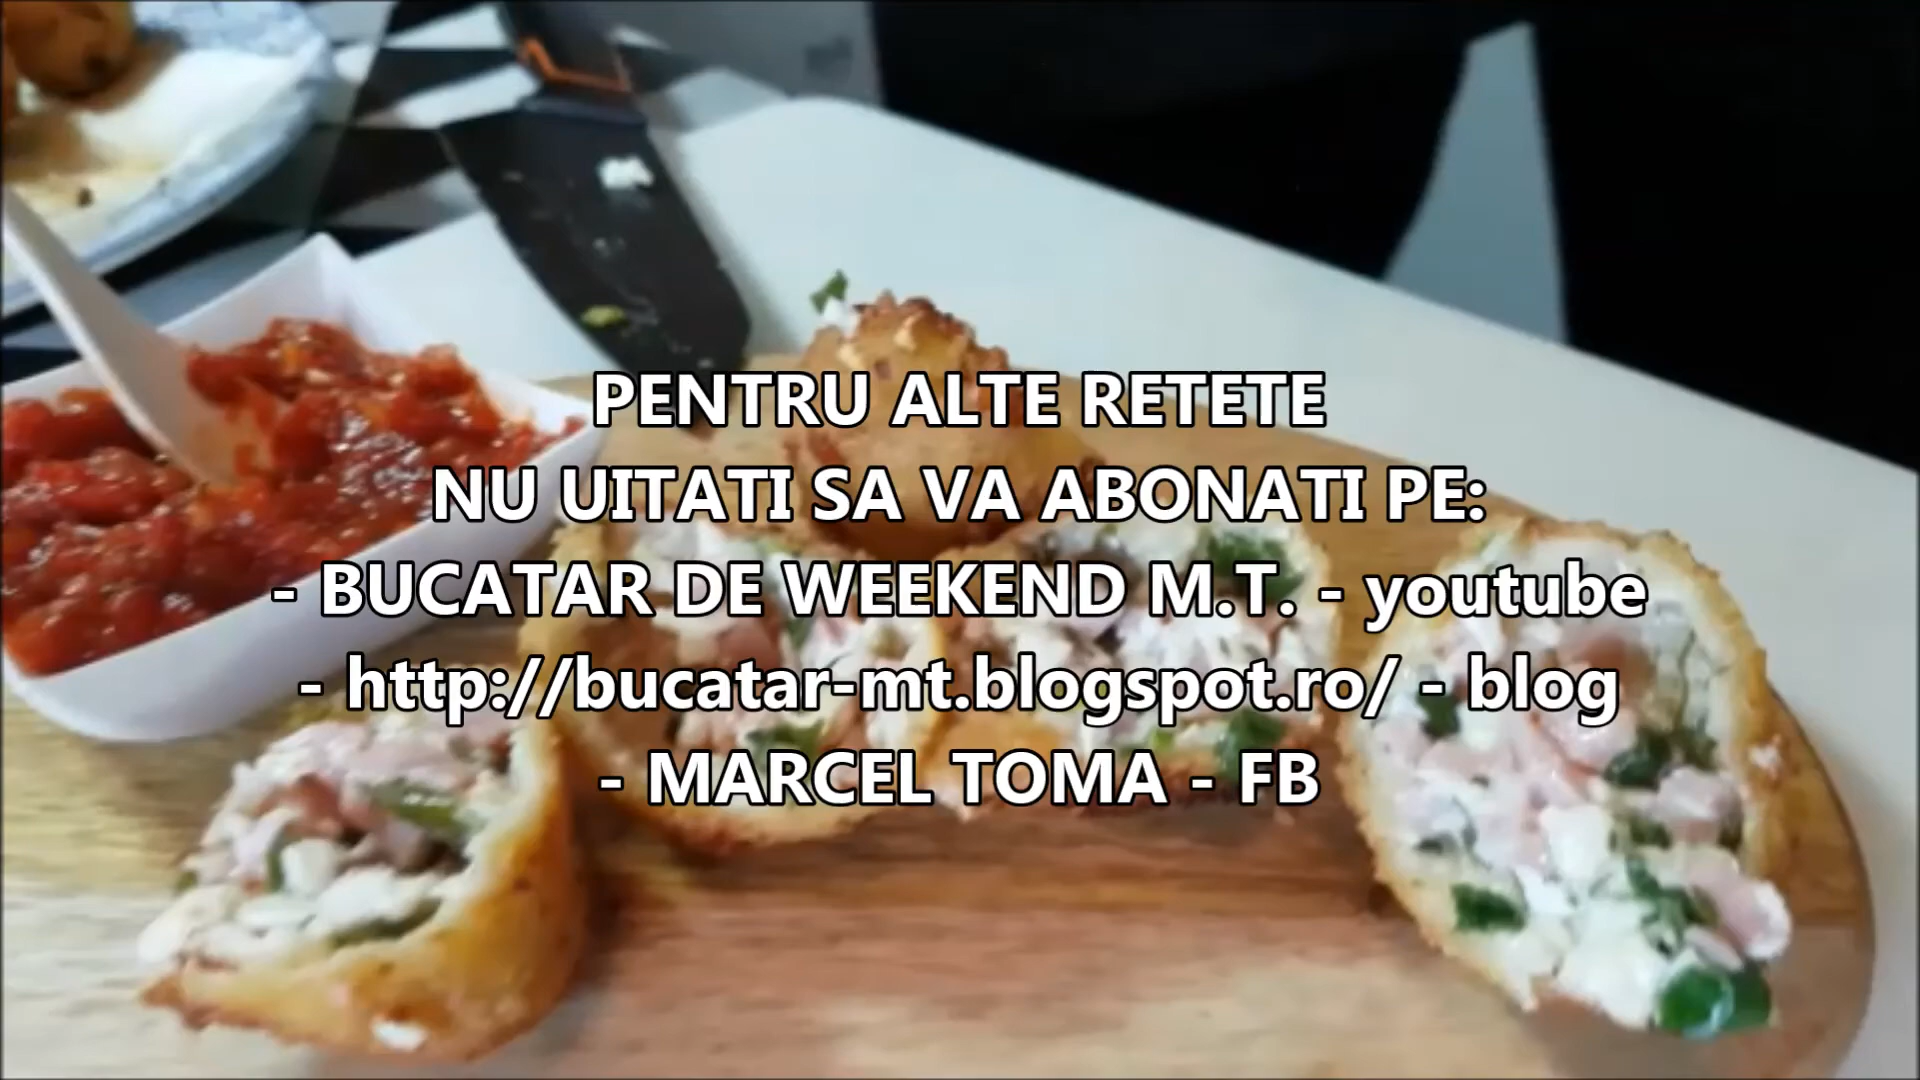 PENTRU ALTE RETETE
NU UITATI SA VA ABONATI PE:
- BUCATAR DE WEEKEND M.T. - youtube
- http://bucatar-mt.blogspot.ro/ - blog
- MARCEL TOMA - FB